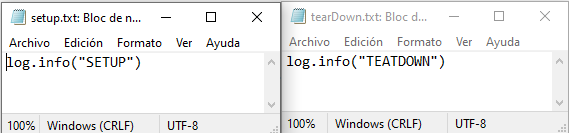 setup.txt: Bloc de n...
Archivo Edición Formato Ver Ayuda
log.info("SETUP")
100% Windows (CRLF) UTF-8
tearDown.txt: Bloc d...
Archivo Edición Formato Ver Ayuda
log.info("TEATDOWN")
100% Windows (CRLF) UTF-8